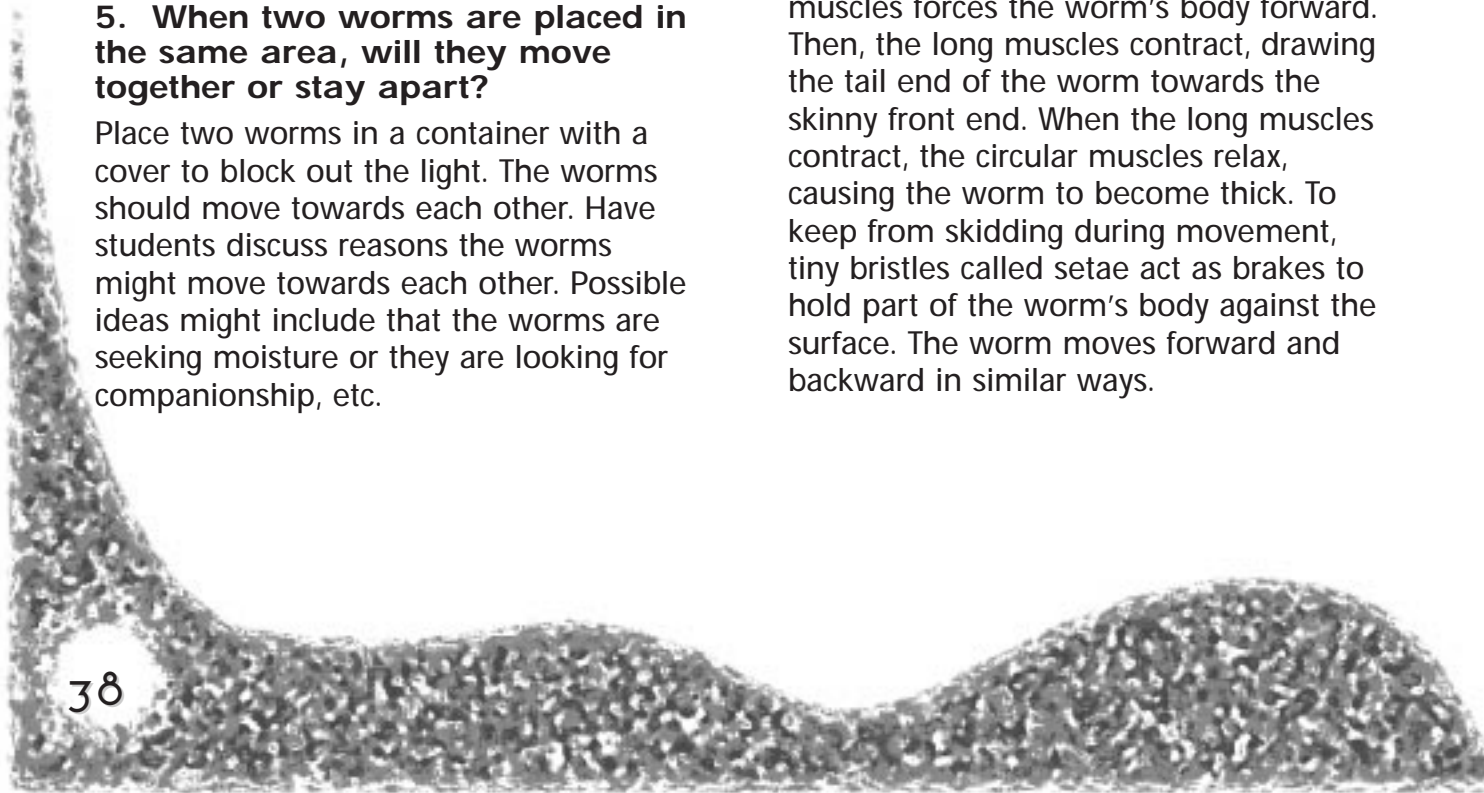 5. When two worms are placed in
the same area, will they move
together or stay apart?
Place two worms in a container with a
cover to block out the light. The worms
should move towards each other. Have
students discuss reasons the worms
might move towards each other. Possible
ideas might include that the worms are
seeking moisture or they are looking for
companionship, etc.
muscles forces the worm's body forward.
Then, the long muscles contract, drawing
the tail end of the worm towards the
skinny front end. When the long muscles
contract, the circular muscles relax,
causing the worm to become thick. To
keep from skidding during movement,
tiny bristles called setae act as brakes to
hold part of the worm's body against the
surface. The worm moves forward and
backward in similar ways.
38